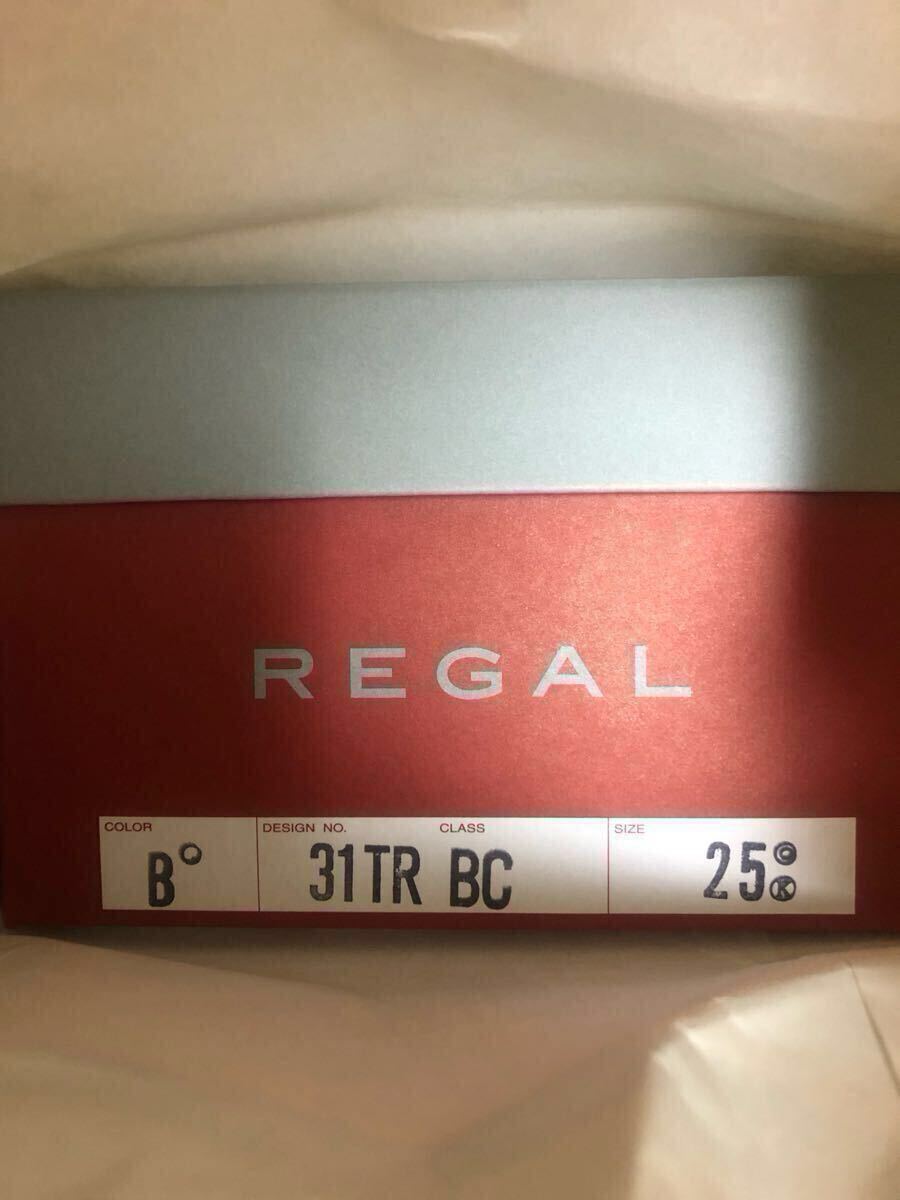 REGAL
COLOR DESIGN NO. CLASS SIZE
B° 31TR BC 25 Ⓒ Ⓚ